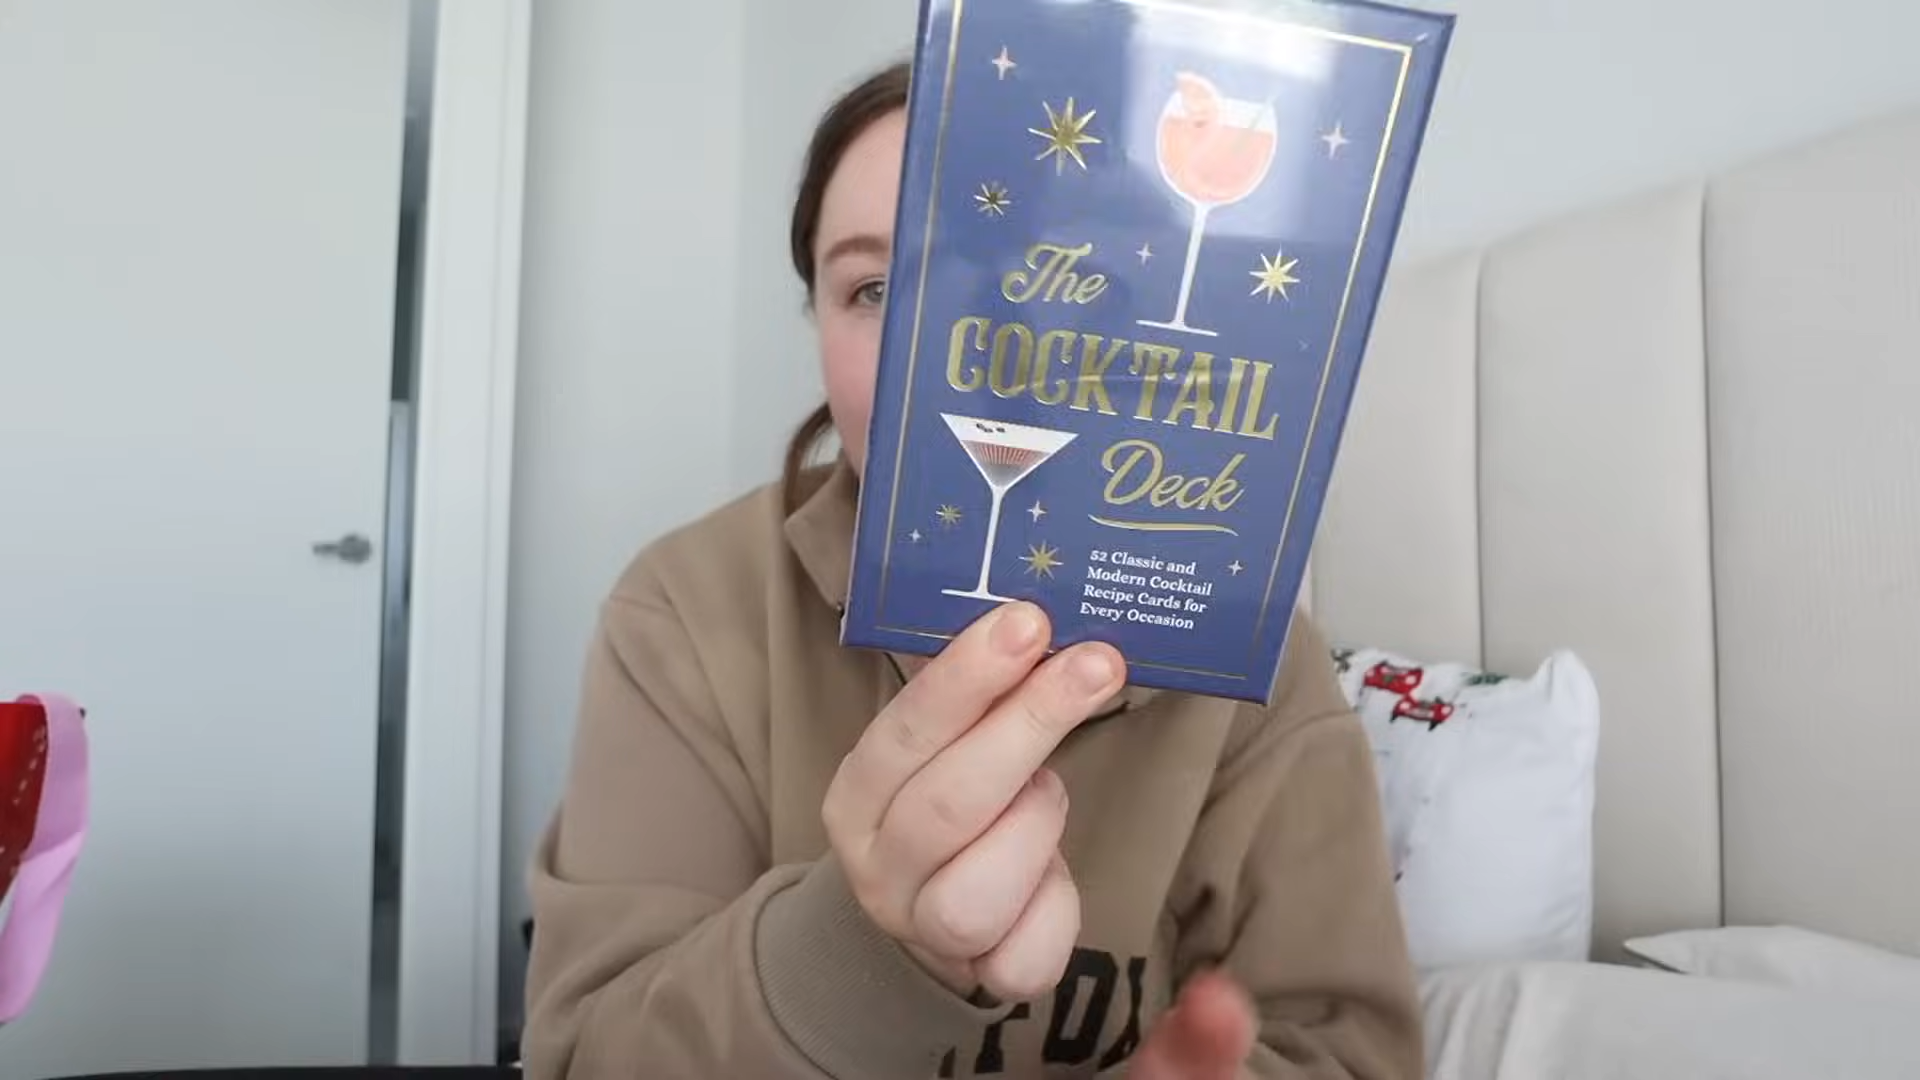 The
COCKTAIL
Deck
52 Classic and
Modern Cocktail
Recipe Cards for
Every Occasion